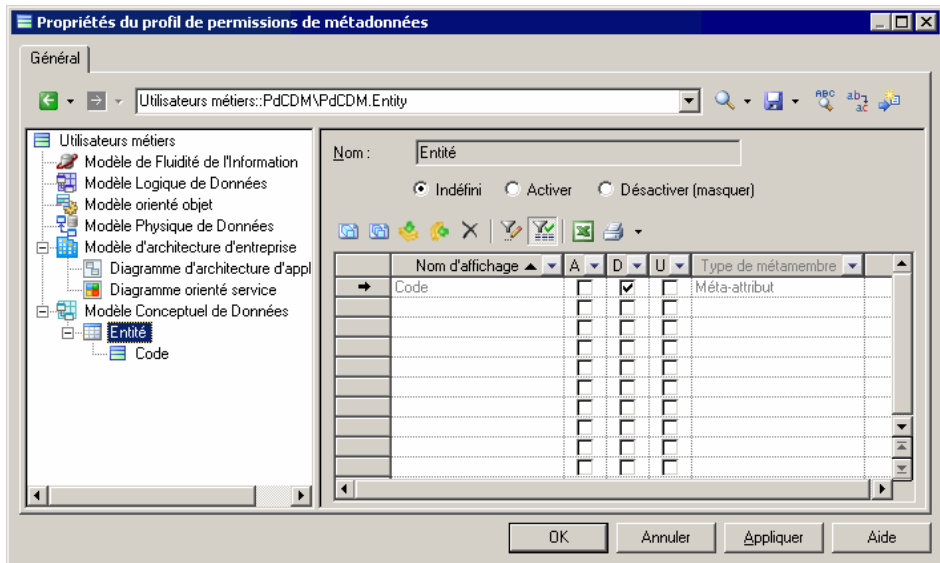 Propriétés du profil de permissions de métadonnées
Général
Utilisateurs métiers::PdCDM\PdCDM.Entity
Utilisateurs métiers
Modèle de Fluidité de l'Information
Modèle Logique de Données
Modèle orienté objet
Modèle Physique de Données
Modèle d'architecture d'entreprise
Diagramme d'architecture d'appl
Diagramme orienté service
Modèle Conceptuel de Données
Entité
Code
Nom : Entité
Indéfini Activer Désactiver (masquer)
Nom d'affichage A D U Type de métamembre
Code Méta-attribut
OK Annuler Appliquer Aide